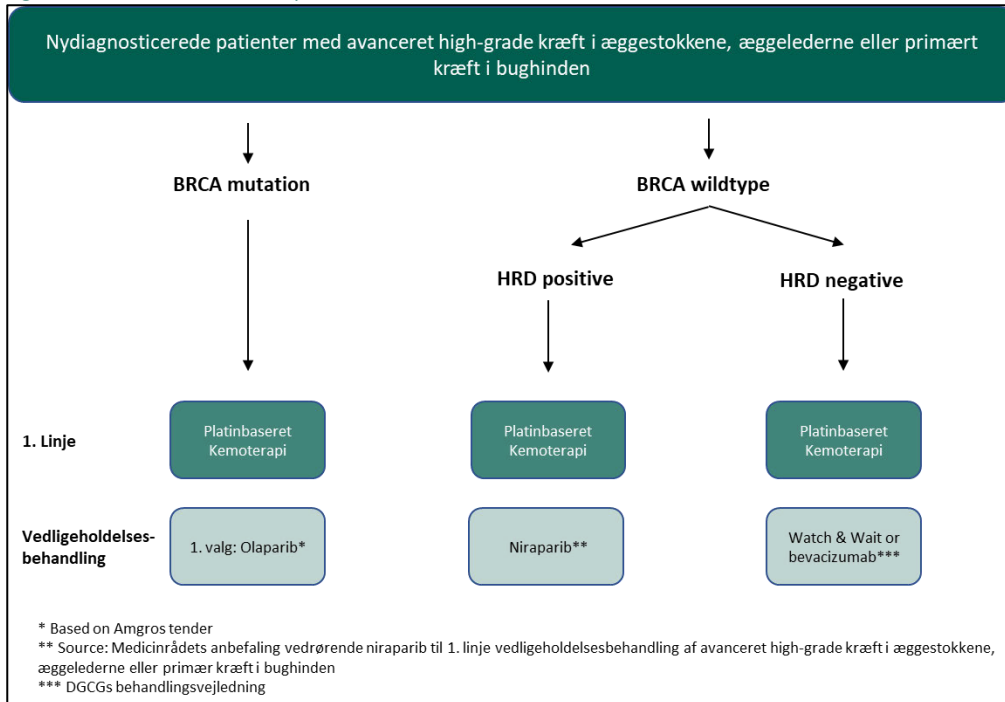 Nydiagnosticerede patienter med avanceret high-grade kræft i æggestokkene, æggelederne eller primært
kræft i bughinden
BRCA mutation
BRCA wildtype
HRD positive
HRD negative
1. Linje
Platinbaseret
Kemoterapi
Platinbaseret
Kemoterapi
Platinbaseret
Kemoterapi
Vedligeholdelses-
behandling
1. valg: Olaparib*
Niraparib**
Watch & Wait or
bevacizumab***
* Based on Amgros tender
** Source: Medicinrådets anbefaling vedrørende niraparib til 1. linje vedligeholdelsesbehandling af avanceret high-grade kræft i æggestokkene,
æggelederne eller primær kræft i bughinden
*** DGCGs behandlingsvejledning